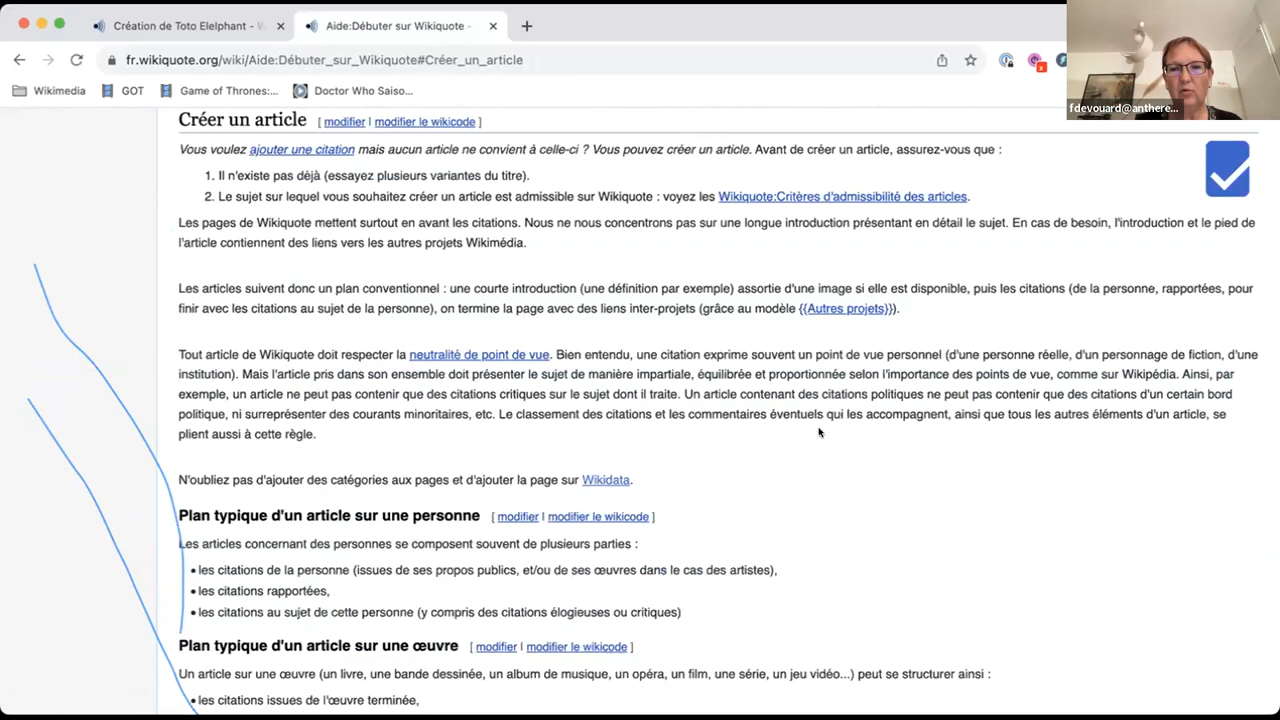 Création de Toto Elelphant - W
Aide:Débuter sur Wikiquote -
fr.wikiquote.org/wiki/Aide:Débuter_sur_Wikiquote#Créer_un_article
Wikimedia GOT Game of Thrones:... Doctor Who Saiso...
fdevouard@anthere...
Créer un article [ modifier | modifier le wikicode ]
Vous voulez ajouter une citation mais aucun article ne convient à celle-ci ? Vous pouvez créer un article. Avant de créer un article, assurez-vous que :
1. Il n'existe pas déjà (essayez plusieurs variantes du titre).
2. Le sujet sur lequel vous souhaitez créer un article est admissible sur Wikiquote : voyez les Wikiquote:Critères d'admissibilité des articles.
Les pages de Wikiquote mettent surtout en avant les citations. Nous ne nous concentrons pas sur une longue introduction présentant en détail le sujet. En cas de besoin, l'introduction et le pied de
l'article contiennent des liens vers les autres projets Wikimédia.
Les articles suivent donc un plan conventionnel : une courte introduction (une définition par exemple) assortie d'une image si elle est disponible, puis les citations (de la personne, rapportées, pour
finir avec les citations au sujet de la personne), on termine la page avec des liens inter-projets (grâce au modèle {{Autres projets}}).
Tout article de Wikiquote doit respecter la neutralité de point de vue. Bien entendu, une citation exprime souvent un point de vue personnel (d'une personne réelle, d'un personnage de fiction, d'une
institution). Mais l'article pris dans son ensemble doit présenter le sujet de manière impartiale, équilibrée et proportionnée selon l'importance des points de vue, comme sur Wikipédia. Ainsi, par
exemple, un article ne peut pas contenir que des citations critiques sur le sujet dont il traite. Un article contenant des citations politiques ne peut pas contenir que des citations d'un certain bord
politique, ni surreprésenter des courants minoritaires, etc. Le classement des citations et les commentaires éventuels qui les accompagnent, ainsi que tous les autres éléments d'un article, se
plient aussi à cette règle.
N'oubliez pas d'ajouter des catégories aux pages et d'ajouter la page sur Wikidata.
Plan typique d'un article sur une personne [ modifier | modifier le wikicode ]
Les articles concernant des personnes se composent souvent de plusieurs parties :
• les citations de la personne (issues de ses propos publics, et/ou de ses œuvres dans le cas des artistes),
• les citations rapportées,
• les citations au sujet de cette personne (y compris des citations élogieuses ou critiques)
Plan typique d'un article sur une œuvre [ modifier | modifier le wikicode ]
Un article sur une œuvre (un livre, une bande dessinée, un album de musique, un opéra, un film, une série, un jeu vidéo...) peut se structurer ainsi :
• les citations issues de l'œuvre terminée,